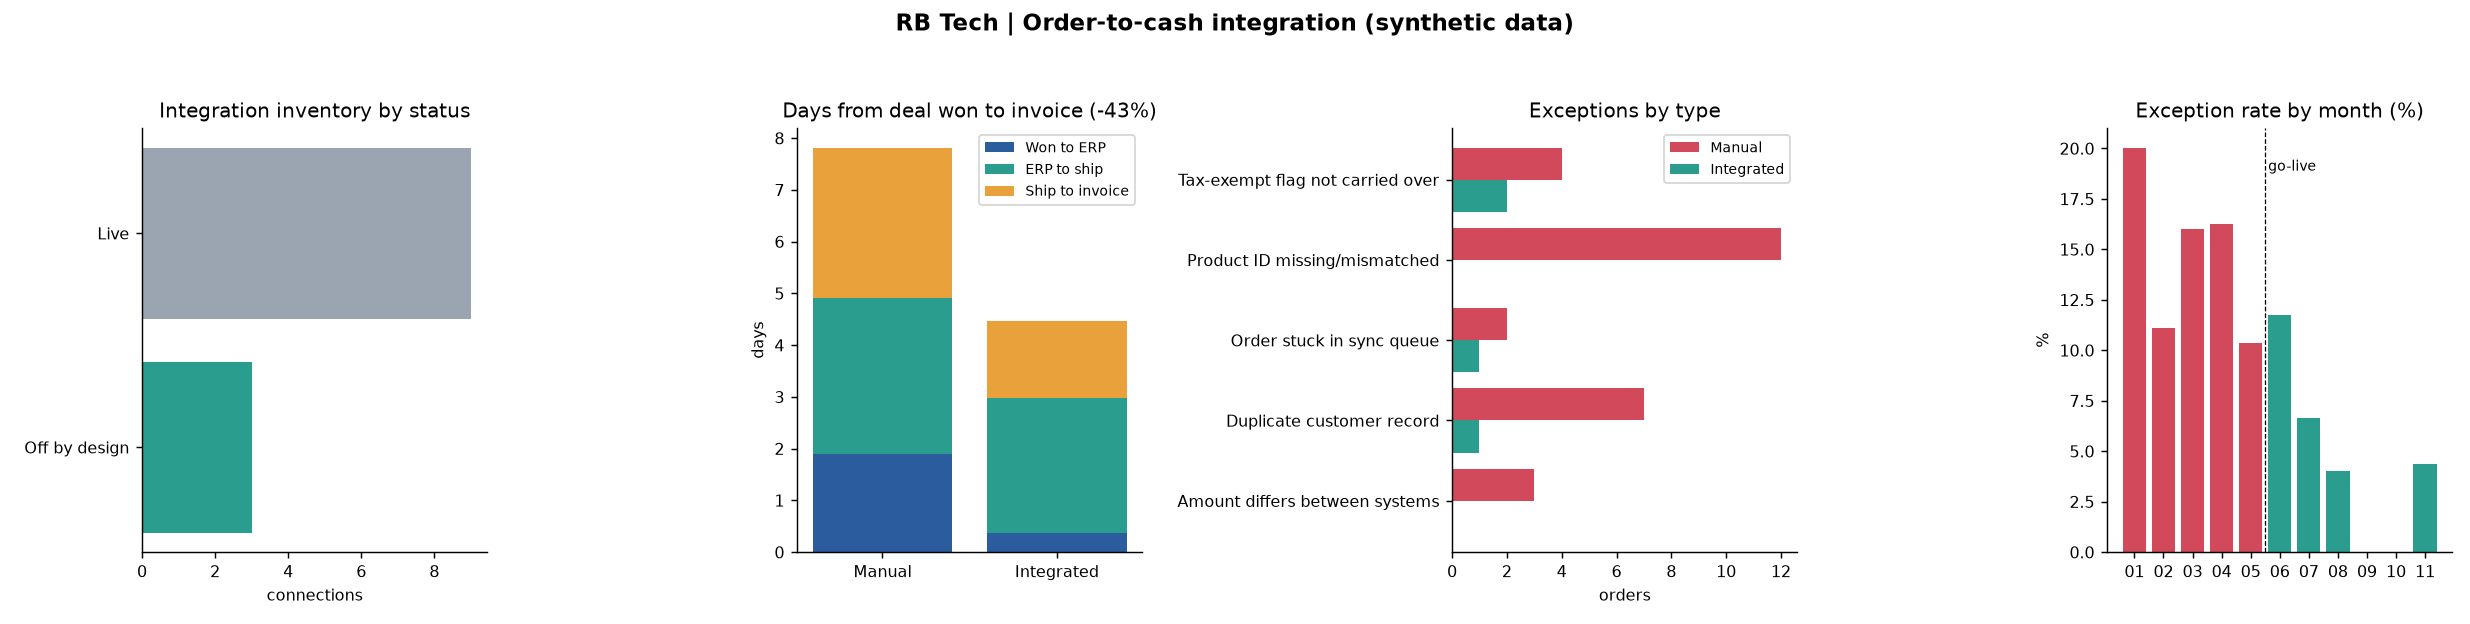 RB Tech | Order-to-cash integration (synthetic data)
Integration inventory by status
Live
Off by design
0 2 4 6 8
connections
Days from deal won to invoice (-43%)
Won to ERP
ERP to ship
Ship to invoice
days
8
7
6
5
4
3
2
1
0
Manual Integrated
Exceptions by type
Manual
Integrated
Tax-exempt flag not carried over
Product ID missing/mismatched
Order stuck in sync queue
Duplicate customer record
Amount differs between systems
0 2 4 6 8 10 12
orders
Exception rate by month (%)
go-live
%
20.0
17.5
15.0
12.5
10.0
7.5
5.0
2.5
0.0
01 02 03 04 05 06 07 08 09 10 11